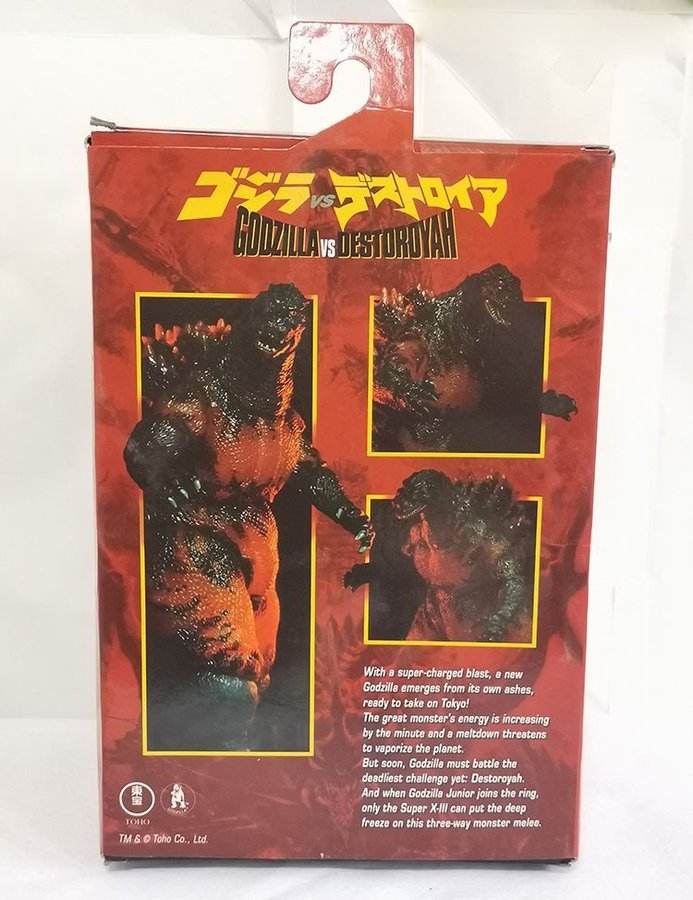 ゴジラVSデストロイア
GODZILLA VS DESTOROYAH
With a super-charged blast, a new
Godzilla emerges from its own ashes,
ready to take on Tokyo!
The great monster's energy is increasing
by the minute and a meltdown threatens
to vaporize the planet.
But soon, Godzilla must battle the
deadliest challenge yet: Destoroyah.
And when Godzilla Junior joins the ring,
only the Super X-III can put the deep
freeze on this three-way monster melee.
東宝
TOHO
GODZILLA
TM & © Toho Co., Ltd.